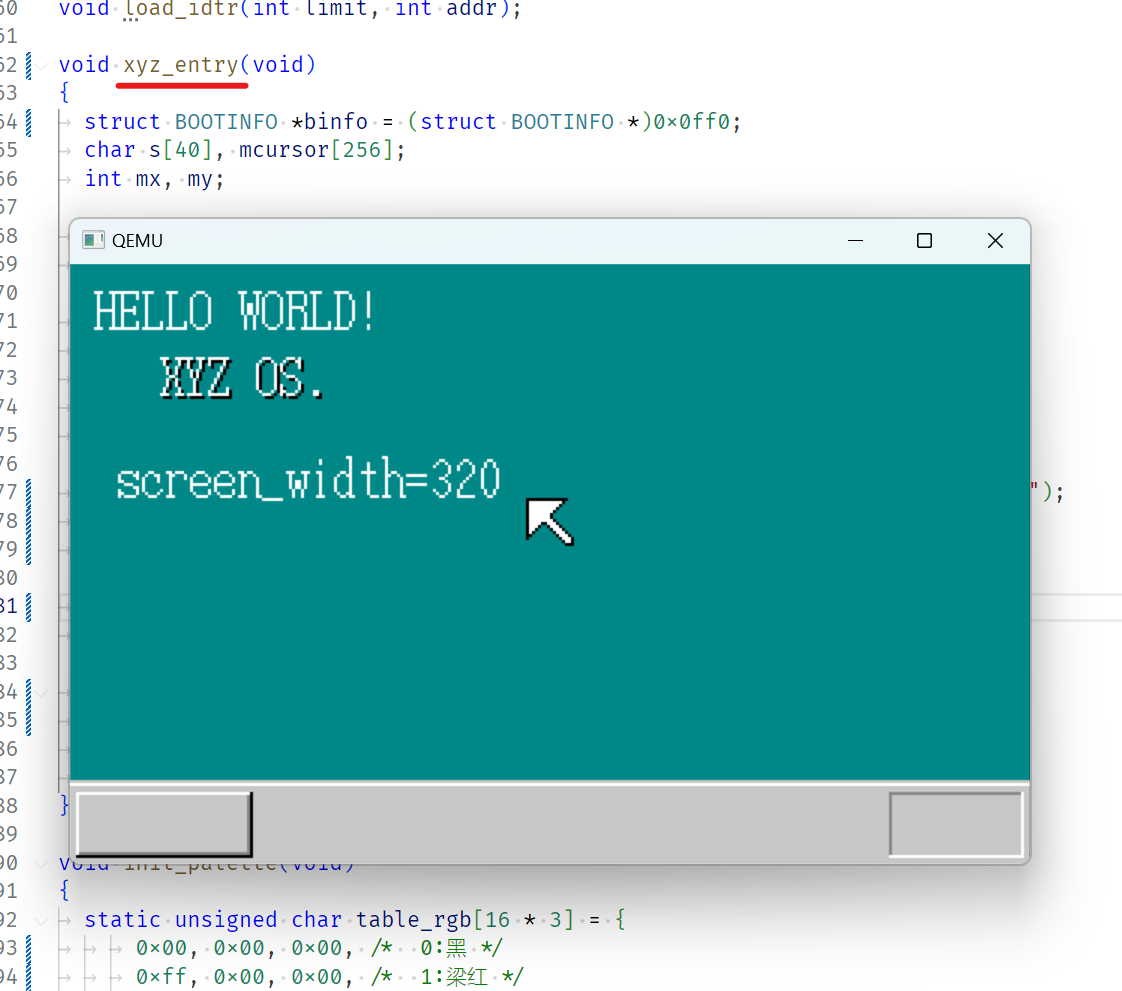 60 void load_idtr(int limit, int addr);
61
62 void xyz_entry(void)
63 {
64 struct BOOTINFO *binfo = (struct BOOTINFO *)0x0ff0;
65 char s[40], mcursor[256];
66 int mx, my;
67
68 QEMU
69
70
71 HELLO WORLD!
72
73 XYZ OS.
74
75
76
77 screen_width=320 ");
78
79
80
81
82
83
84
85
86
87
88 }
89
90 void init_palette(void)
91 {
92 static unsigned char table_rgb[16 * 3] = {
93 0x00, 0x00, 0x00, /* 0:黑 */
94 0xff, 0x00, 0x00, /* 1:梁红 */